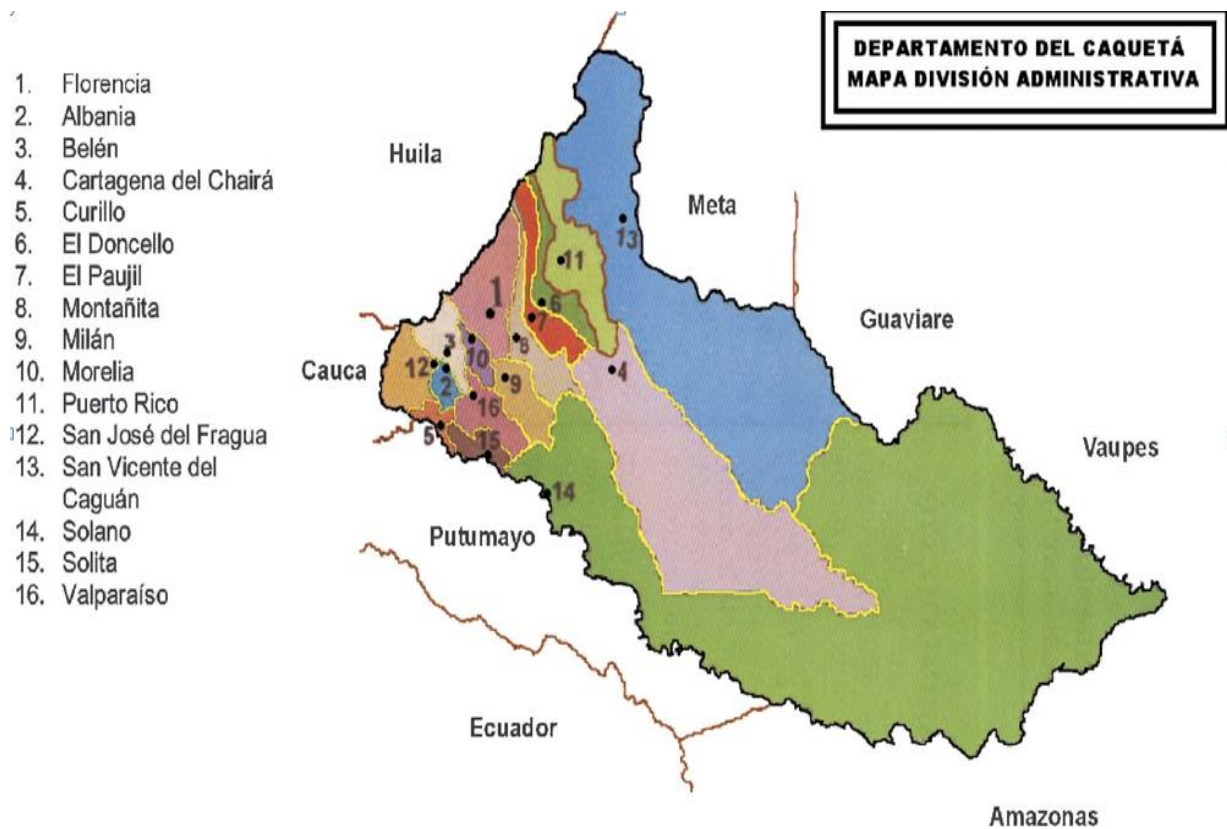 DEPARTAMENTO DEL CAQUETÁ
MAPA DIVISIÓN ADMINISTRATIVA
1. Florencia
2. Albania
3. Belén
4. Cartagena del Chairá
5. Curillo
6. El Doncello
7. El Paujil
8. Montañita
9. Milán
10. Morelia
11. Puerto Rico
12. San José del Fragua
13. San Vicente del
Caguán
14. Solano
15. Solita
16. Valparaíso
Huila
Meta
Guaviare
Cauca
Vaupes
Putumayo
Ecuador
Amazonas
13
11
1
6
7
3
10
8
12
2
9
4
16
5
15
14